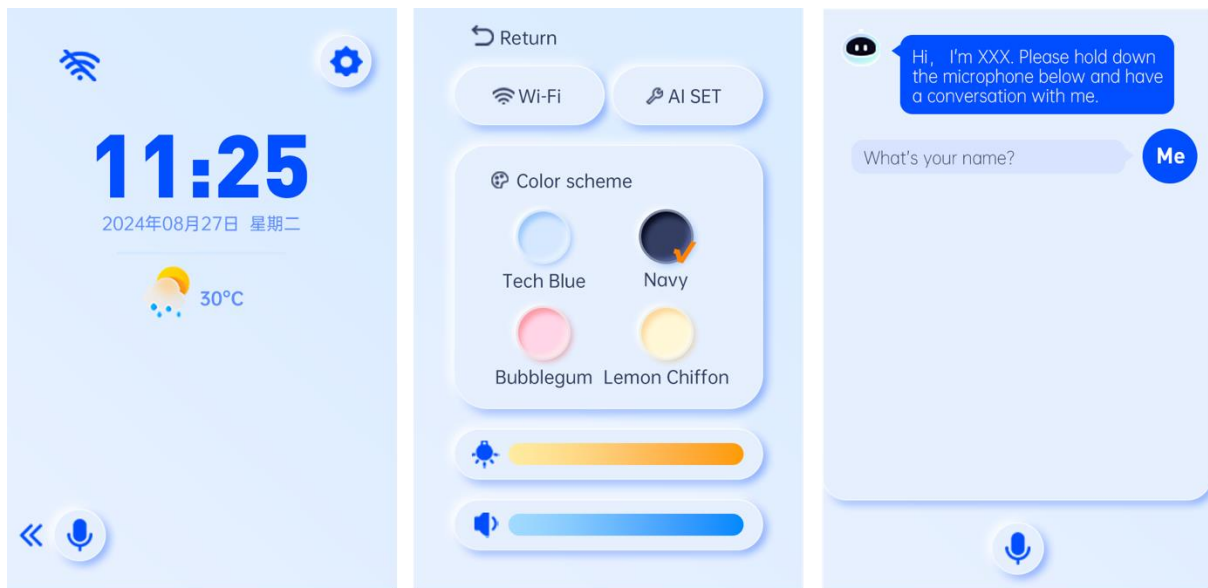 11:25
2024年08月27日 星期二
30°C
Return
Wi-Fi
AI SET
Color scheme
Tech Blue
Navy
Bubblegum
Lemon Chiffon
Hi, I'm XXX. Please hold down
the microphone below and have
a conversation with me.
What's your name?
Me